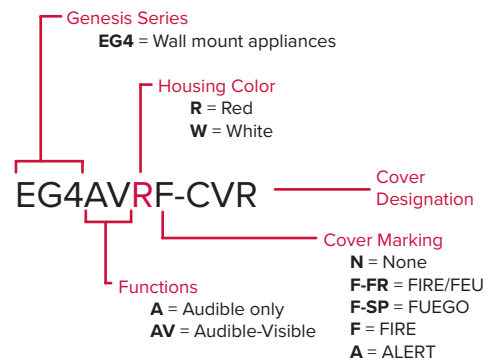 Genesis Series
EG4 = Wall mount appliances
Housing Color
R = Red
W = White
EG4AVRF-CVR
Cover
Designation
Cover Marking
N = None
F-FR = FIRE/FEU
F-SP = FUEGO
F = FIRE
A = ALERT
Functions
A = Audible only
AV = Audible-Visible